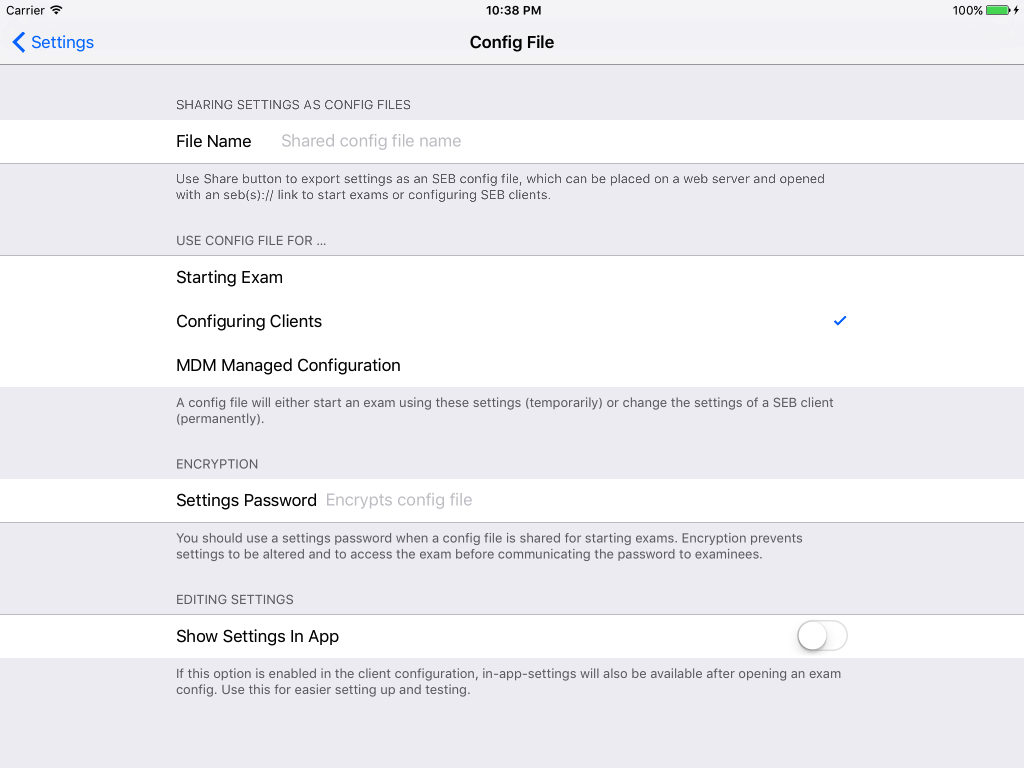 Carrier
10:38 PM
100%
Settings
Config File
SHARING SETTINGS AS CONFIG FILES
File Name Shared config file name
Use Share button to export settings as an SEB config file, which can be placed on a web server and opened
with an seb(s):// link to start exams or configuring SEB clients.
USE CONFIG FILE FOR ...
Starting Exam
Configuring Clients
MDM Managed Configuration
A config file will either start an exam using these settings (temporarily) or change the settings of a SEB client
(permanently).
ENCRYPTION
Settings Password Encrypts config file
You should use a settings password when a config file is shared for starting exams. Encryption prevents
settings to be altered and to access the exam before communicating the password to examinees.
EDITING SETTINGS
Show Settings In App
If this option is enabled in the client configuration, in-app-settings will also be available after opening an exam
config. Use this for easier setting up and testing.